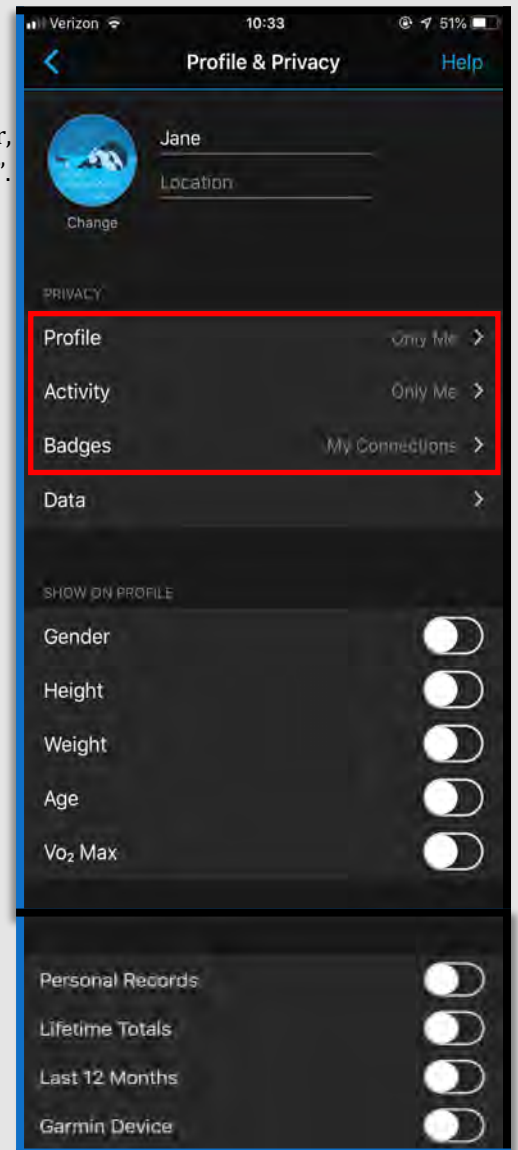 Verizon 10:33 51%
Profile & Privacy Help
r,
Jane
”.
Location
Change
PRIVACY
Profile Only Me
Activity Only Me
Badges My Connections
Data
SHOW ON PROFILE
Gender
Height
Weight
Age
Vo₂ Max
Personal Records
Lifetime Totals
Last 12 Months
Garmin Device